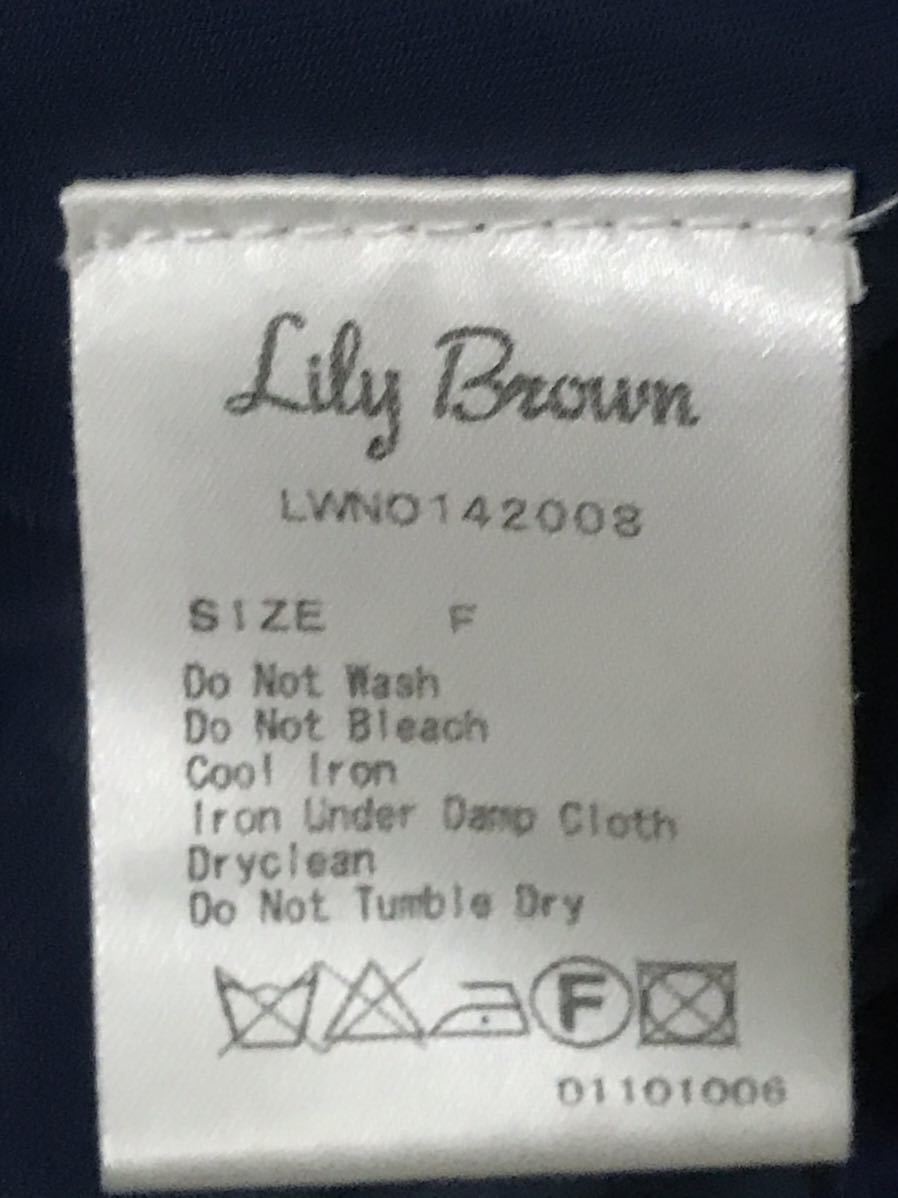 Lily Brown
LWNO142008
SIZE F
Do Not Wash
Do Not Bleach
Cool Iron
Iron Under Damp Cloth
Dryclean
Do Not Tumble Dry
F
01101006